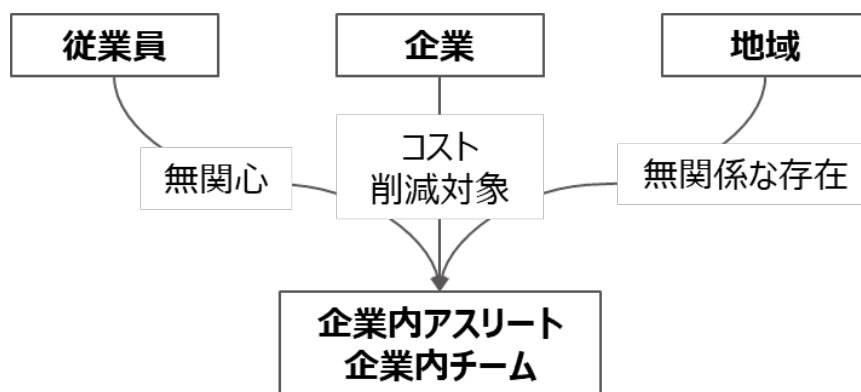 従業員
企業
地域
無関心
コスト
削減対象
無関係な存在
企業内アスリート
企業内チーム